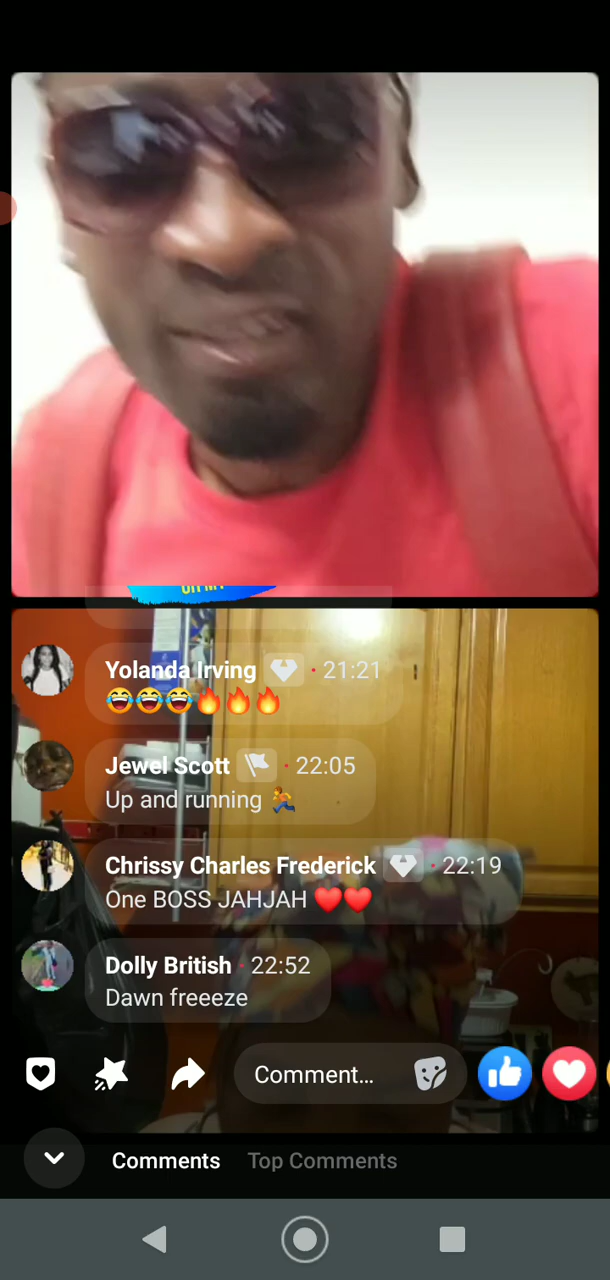 Yolanda Irving · 21:21
😂😂😂🔥🔥🔥
Jewel Scott · 22:05
Up and running 🏃
Chrissy Charles Frederick · 22:19
One BOSS JAHJAH ❤️❤️
Dolly British · 22:52
Dawn freeeze
Comment...
Comments Top Comments